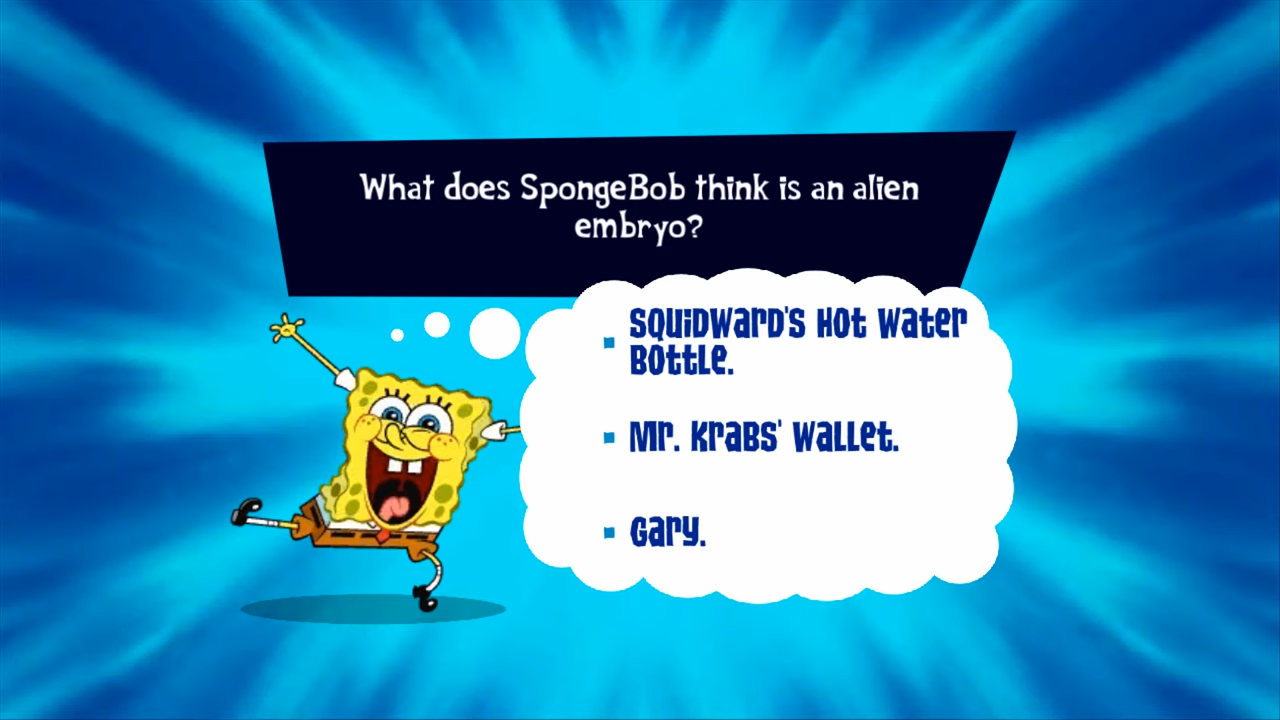 What does SpongeBob think is an alien
embryo?
Squidward's Hot Water
Bottle.
Mr. Krabs' Wallet.
Gary.